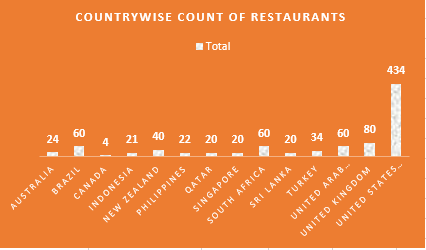 COUNTRYWISE COUNT OF RESTAURANTS
Total
24
60
4
21
40
22
20
20
60
20
34
60
80
434
AUSTRALIA
BRAZIL
CANADA
INDONESIA
NEW ZEALAND
PHILIPPINES
QATAR
SINGAPORE
SOUTH AFRICA
SRI LANKA
TURKEY
UNITED ARAB...
UNITED KINGDOM
UNITED STATES...